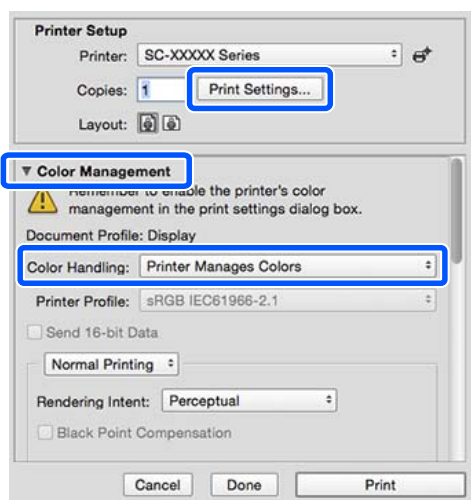 Printer Setup
Printer: SC-XXXXX Series
Copies: 1 Print Settings...
Layout:
▼ Color Management
Remember to enable the printer's color
management in the print settings dialog box.
Document Profile: Display
Color Handling: Printer Manages Colors
Printer Profile: sRGB IEC61966-2.1
Send 16-bit Data
Normal Printing
Rendering Intent: Perceptual
Black Point Compensation
Cancel Done Print